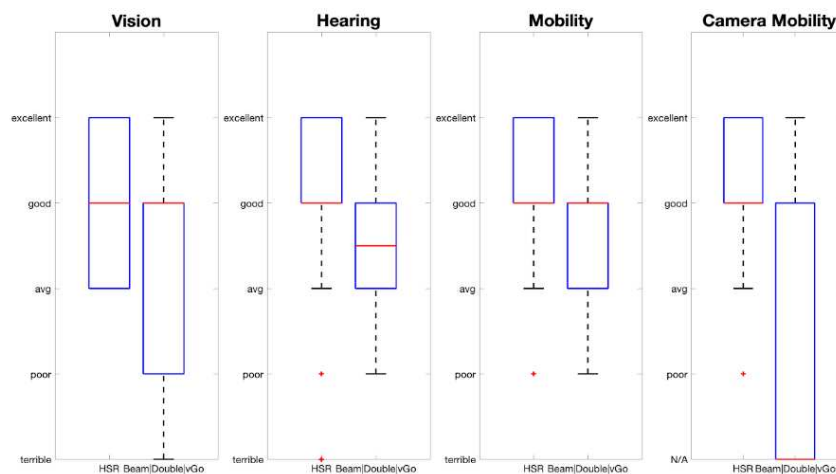 Vision
Hearing
Mobility
Camera Mobility
excellent
good
avg
poor
terrible
HSR Beam|Double|vGo
excellent
good
avg
poor
terrible
HSR Beam|Double|vGo
excellent
good
avg
poor
terrible
HSR Beam|Double|vGo
excellent
good
avg
poor
N/A
HSR Beam|Double|vGo